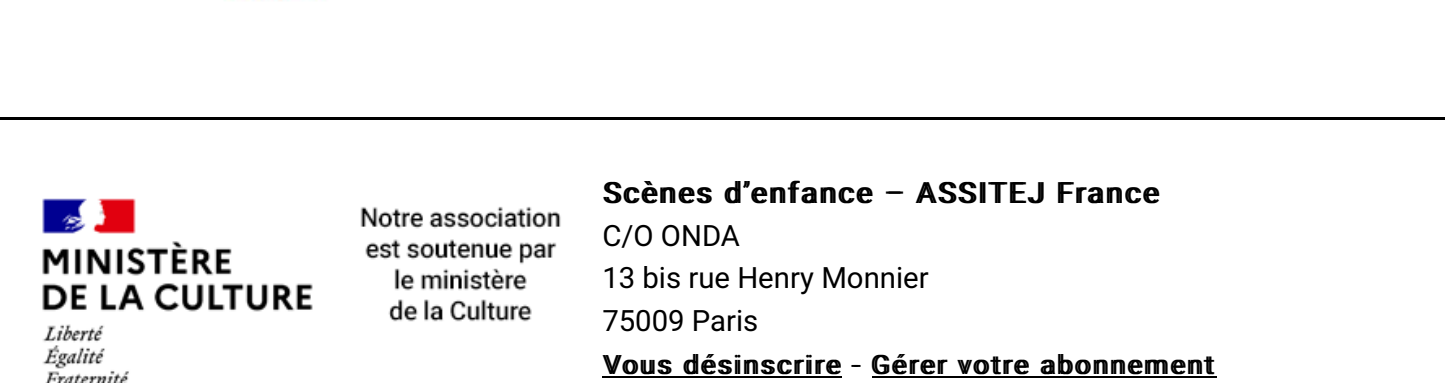 MINISTÈRE
DE LA CULTURE
Liberté
Égalité
Fraternité
Notre association
est soutenue par
le ministère
de la Culture
Scènes d’enfance – ASSITEJ France
C/O ONDA
13 bis rue Henry Monnier
75009 Paris
Vous désinscrire - Gérer votre abonnement